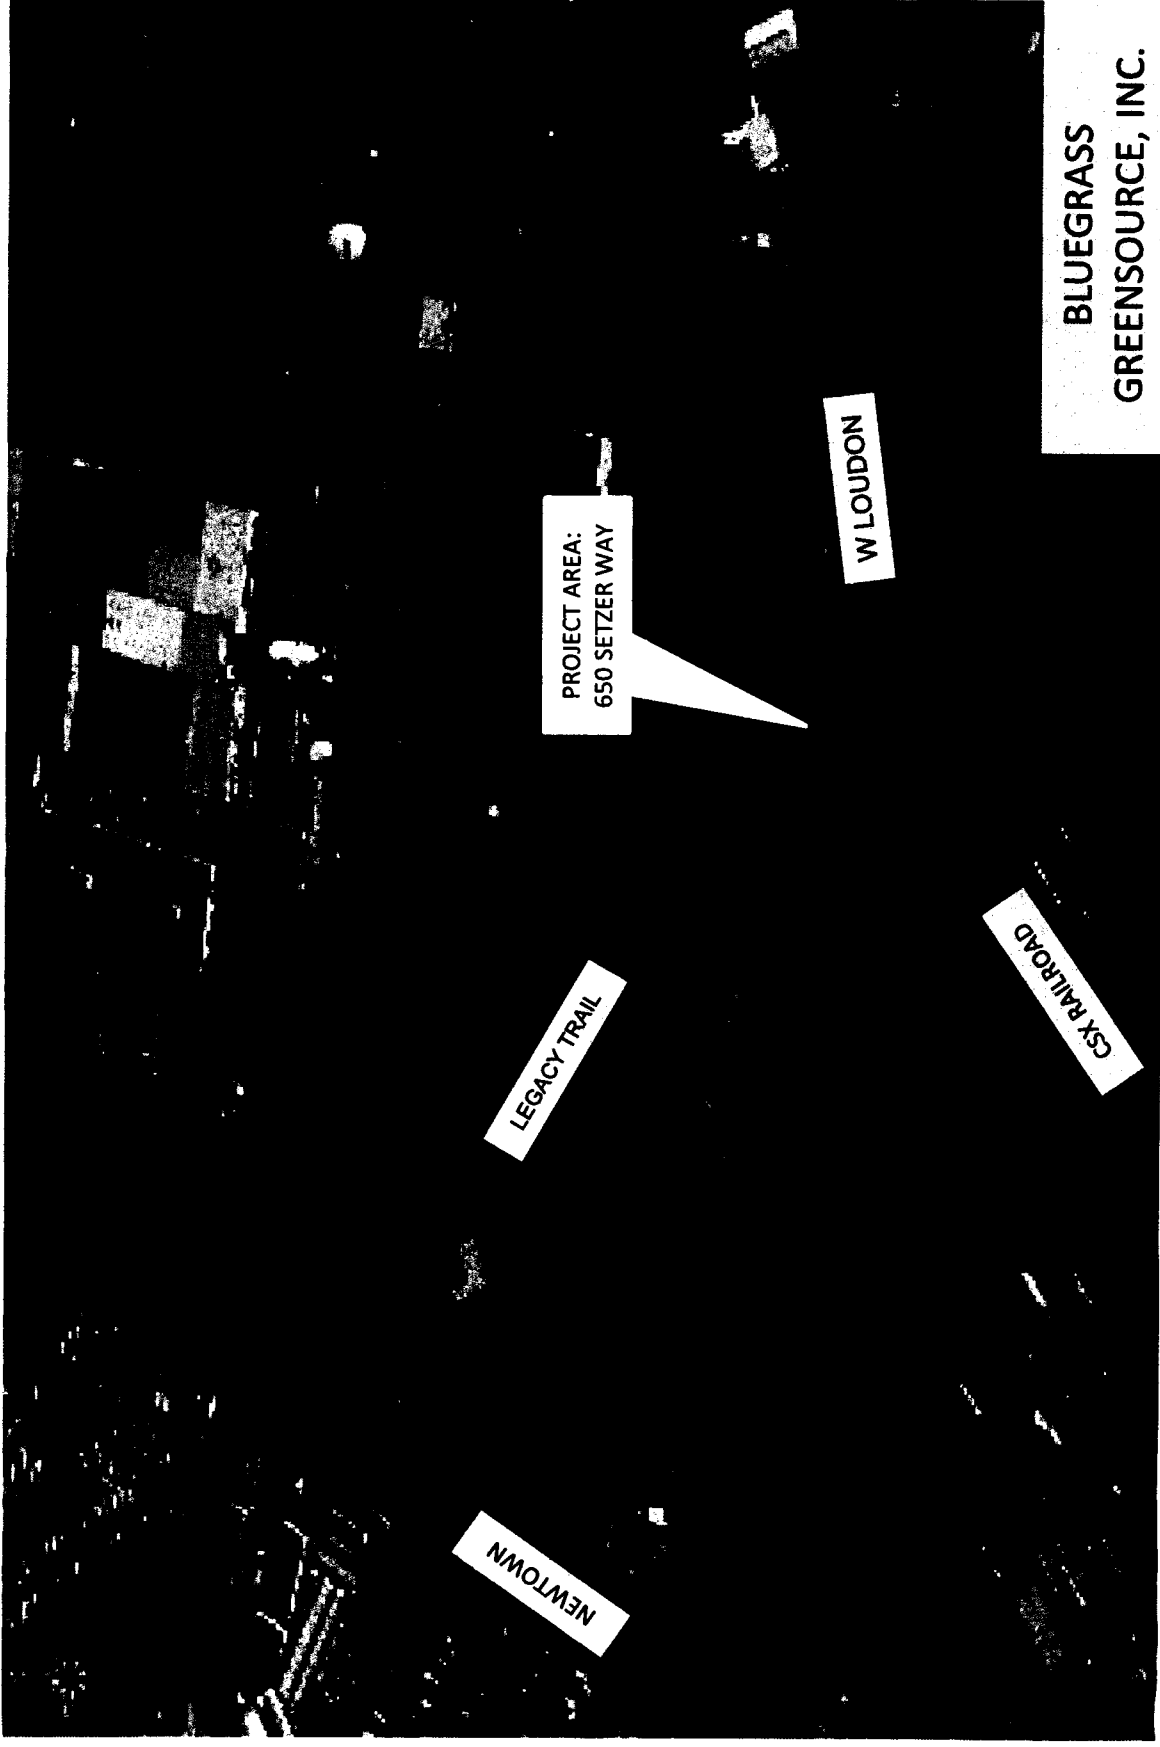 PROJECT AREA:
650 SETZER WAY
W LOUDON
LEGACY TRAIL
CSX RAILROAD
NEWTOWN
BLUEGRASS
GREENSOURCE, INC.